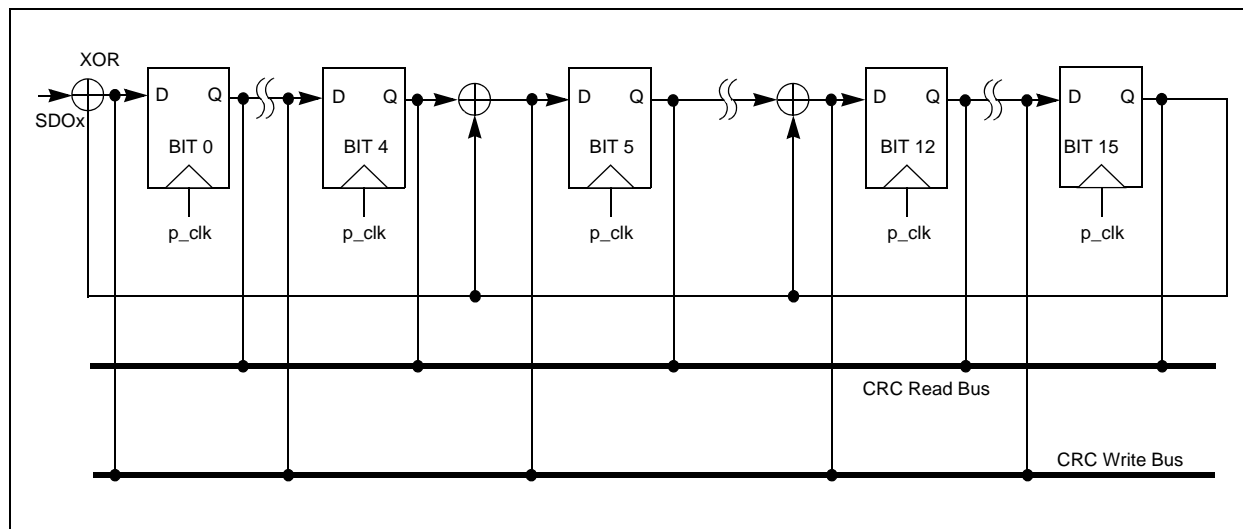 XOR
SDOx
D Q
BIT 0
p_clk
D Q
BIT 4
p_clk
D Q
BIT 5
p_clk
D Q
BIT 12
p_clk
D Q
BIT 15
p_clk
CRC Read Bus
CRC Write Bus